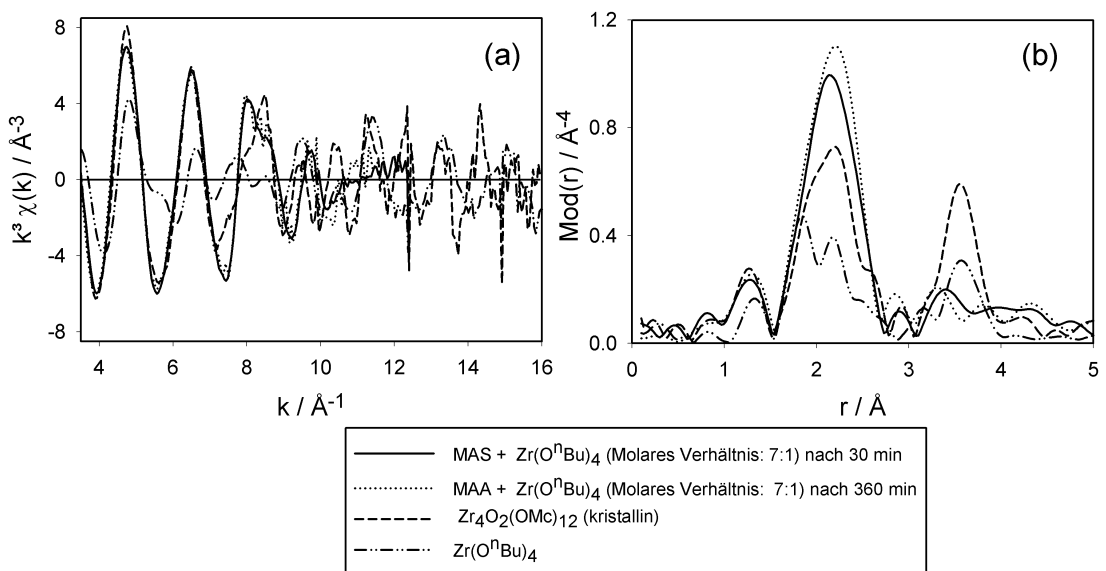 (a)
8
4
0
-4
-8
k³ χ(k) / Å⁻³
4 6 8 10 12 14 16
k / Å⁻¹
(b)
1.2
0.8
0.4
0.0
Mod(r) / Å⁻⁴
0 1 2 3 4 5
r / Å
MAS + Zr(OⁿBu)₄ (Molares Verhältnis: 7:1) nach 30 min
MAA + Zr(OⁿBu)₄ (Molares Verhältnis: 7:1) nach 360 min
Zr₄O₂(OMc)₁₂ (kristallin)
Zr(OⁿBu)₄